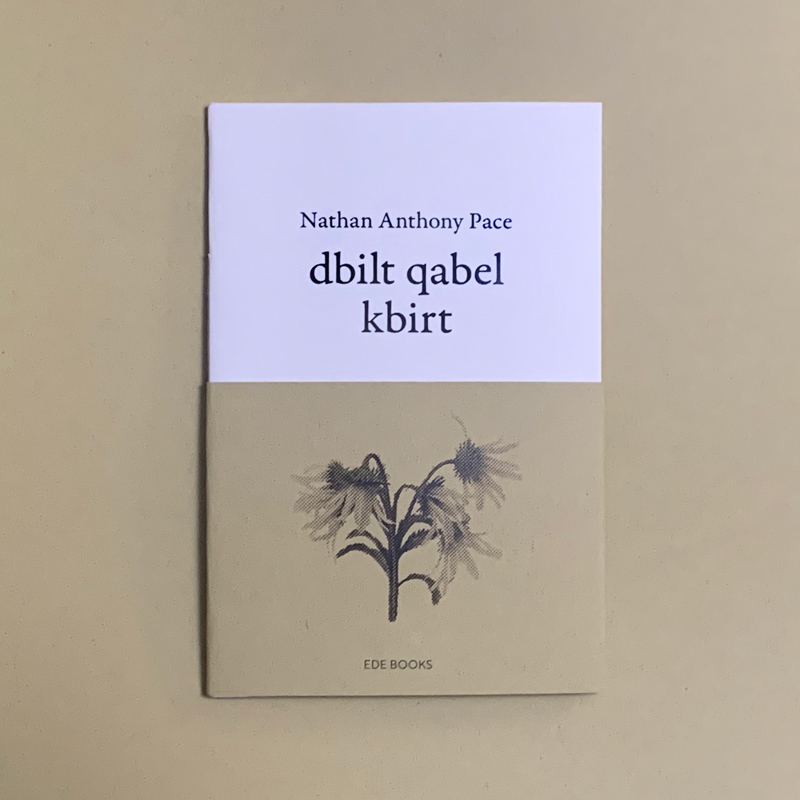 Nathan Anthony Pace
dbilt qabel
kbirt
EDE BOOKS